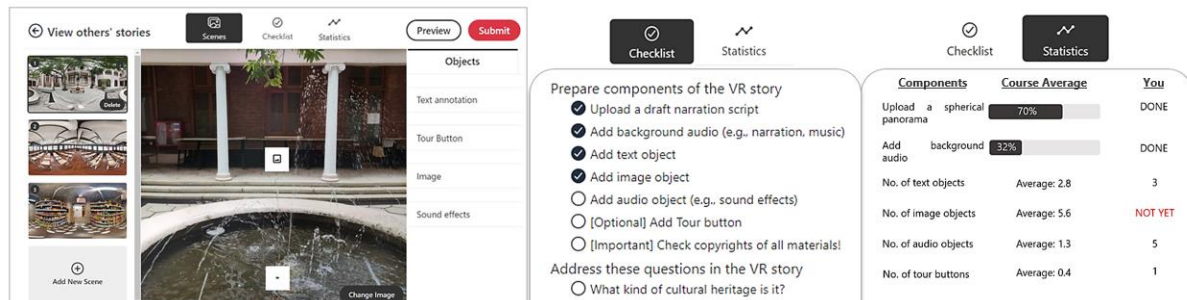 View others' stories
Scenes
Checklist
Statistics
Preview
Submit
1
Delete
2
3
Add New Scene
Change Image
Objects
Text annotation
Tour Button
Image
Sound effects
Checklist
Statistics
Prepare components of the VR story
Upload a draft narration script
Add background audio (e.g., narration, music)
Add text object
Add image object
Add audio object (e.g., sound effects)
[Optional] Add Tour button
[Important] Check copyrights of all materials!
Address these questions in the VR story
What kind of cultural heritage is it?
Checklist
Statistics
Components Course Average You
Upload a spherical
panorama
70%
DONE
Add background
audio
32%
DONE
No. of text objects Average: 2.8 3
No. of image objects Average: 5.6 NOT YET
No. of audio objects Average: 1.3 5
No. of tour buttons Average: 0.4 1